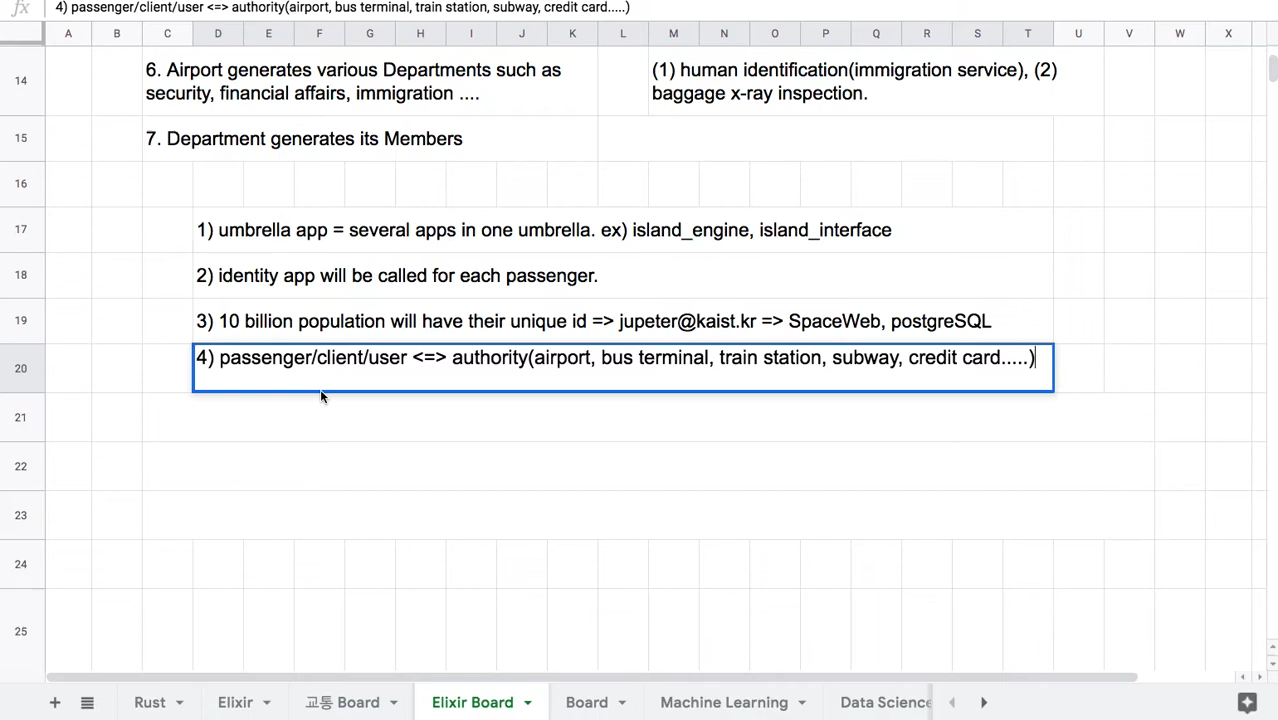 fx 4) passenger/client/user <=> authority(airport, bus terminal, train station, subway, credit card.....)
A B C D E F G H I J K L M N O P Q R S T U V W X
14 6. Airport generates various Departments such as
security, financial affairs, immigration ....
(1) human identification(immigration service), (2)
baggage x-ray inspection.
15 7. Department generates its Members
16
17 1) umbrella app = several apps in one umbrella. ex) island_engine, island_interface
18 2) identity app will be called for each passenger.
19 3) 10 billion population will have their unique id => jupeter@kaist.kr => SpaceWeb, postgreSQL
20 4) passenger/client/user <=> authority(airport, bus terminal, train station, subway, credit card.....)
21
22
23
24
25
Rust Elixir 교통 Board Elixir Board Board Machine Learning Data Science